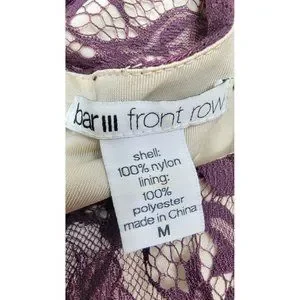 bar III front row
shell:
100% nylon
lining:
100%
polyester
made in China
M